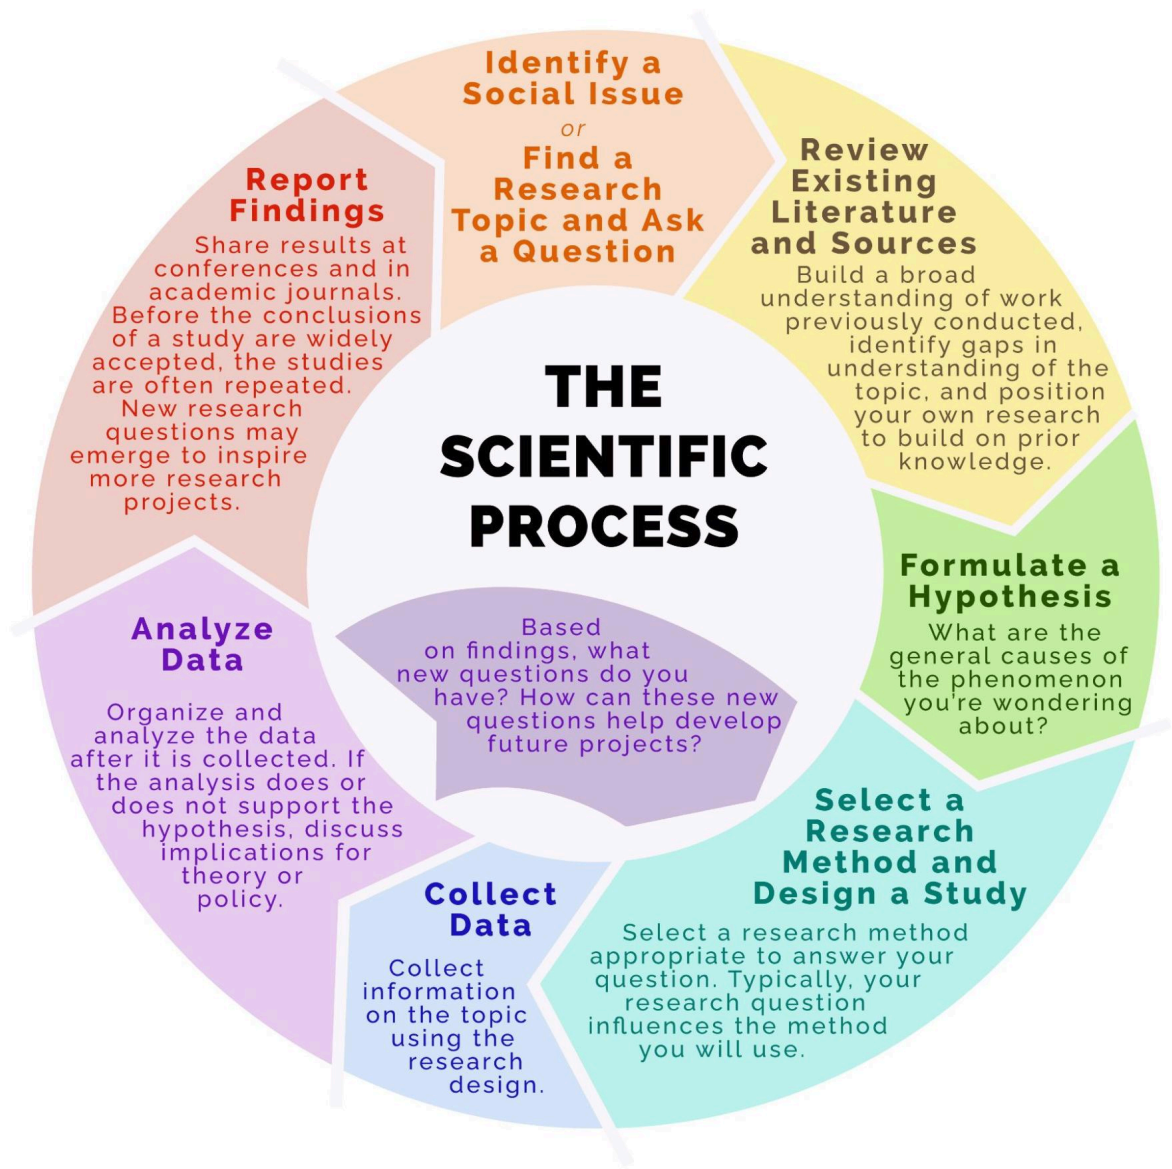 THE
SCIENTIFIC
PROCESS
Identify a
Social Issue
or
Find a
Research
Topic and Ask
a Question
Review
Existing
Literature
and Sources
Build a broad
understanding of work
previously conducted,
identify gaps in
understanding of the
topic, and position
your own research
to build on prior
knowledge.
Formulate a
Hypothesis
What are the
general causes of
the phenomenon
you're wondering
about?
Select a
Research
Method and
Design a Study
Select a research method
appropriate to answer your
question. Typically, your
research question
influences the method
you will use.
Collect
Data
Collect
information
on the topic
using the
research
design.
Analyze
Data
Organize and
analyze the data
after it is collected. If
the analysis does or
does not support the
hypothesis, discuss
implications for
theory or
policy.
Report
Findings
Share results at
conferences and in
academic journals.
Before the conclusions
of a study are widely
accepted, the studies
are often repeated.
New research
questions may
emerge to inspire
more research
projects.
Based
on findings, what
new questions do you
have? How can these new
questions help develop
future projects?